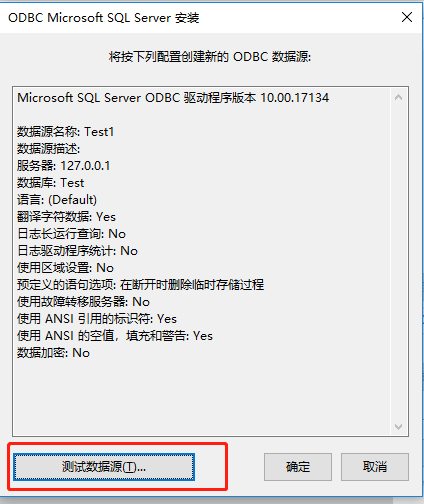 ODBC Microsoft SQL Server 安装
将按下列配置创建新的 ODBC 数据源:
Microsoft SQL Server ODBC 驱动程序版本 10.00.17134
数据源名称: Test1
数据源描述:
服务器: 127.0.0.1
数据库: Test
语言: (Default)
翻译字符数据: Yes
日志长运行查询: No
日志驱动程序统计: No
使用区域设置: No
预定义的语句选项: 在断开时删除临时存储过程
使用故障转移服务器: No
使用 ANSI 引用的标识符: Yes
使用 ANSI 的空值，填充和警告: Yes
数据加密: No
测试数据源(T)... 确定 取消